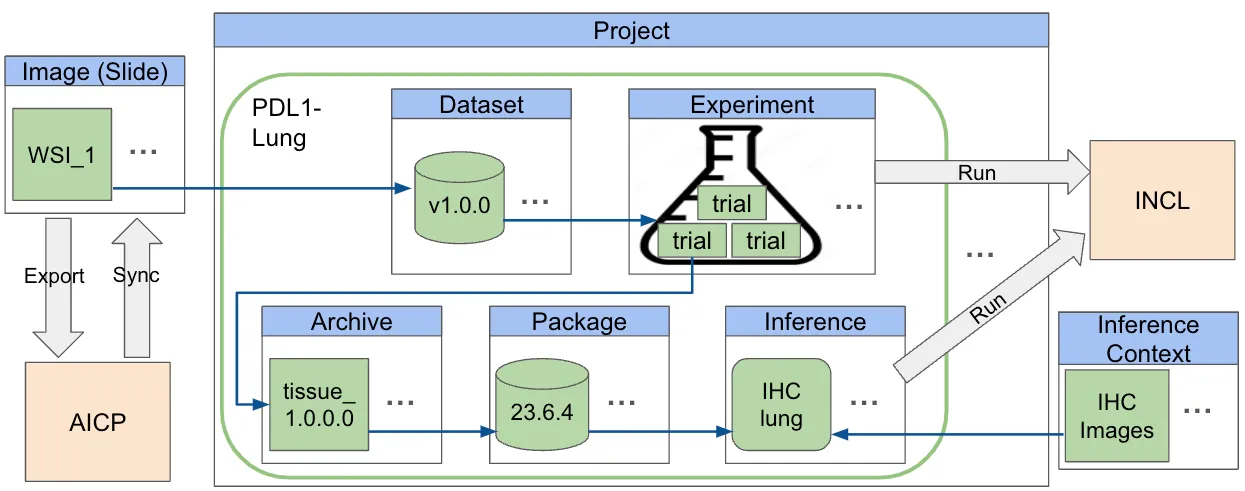 Project
Image (Slide)
WSI_1
...
Export
Sync
AICP
PDL1-
Lung
Dataset
v1.0.0
...
Experiment
trial
trial
trial
...
Run
INCL
...
Run
Archive
tissue_
1.0.0.0
...
Package
23.6.4
...
Inference
IHC
lung
...
Inference
Context
IHC
Images
...